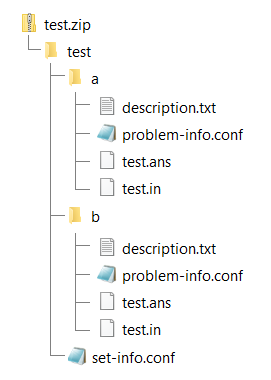 test.zip
test
a
description.txt
problem-info.conf
test.ans
test.in
b
description.txt
problem-info.conf
test.ans
test.in
set-info.conf